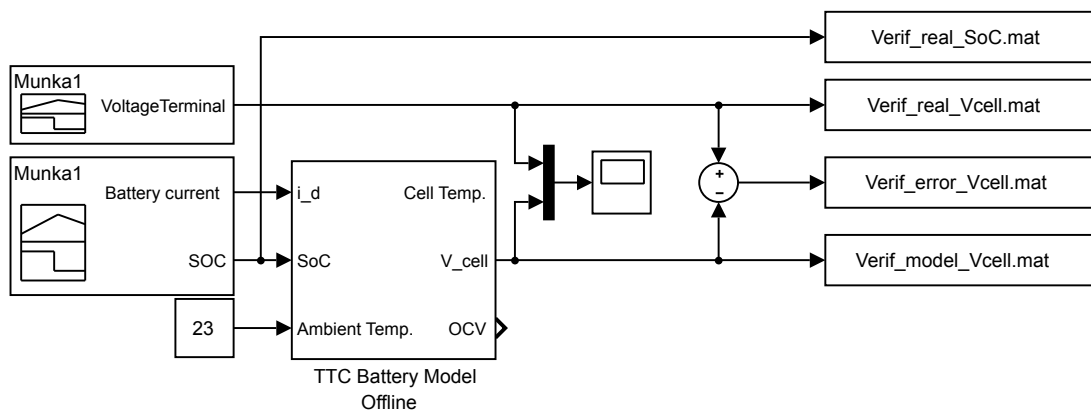 Verif_real_SoC.mat
Munka1
VoltageTerminal
Verif_real_Vcell.mat
Munka1
Battery current
SOC
i_d
Cell Temp.
SoC
V_cell
Ambient Temp.
OCV
23
+
−
Verif_error_Vcell.mat
Verif_model_Vcell.mat
TTC Battery Model
Offline